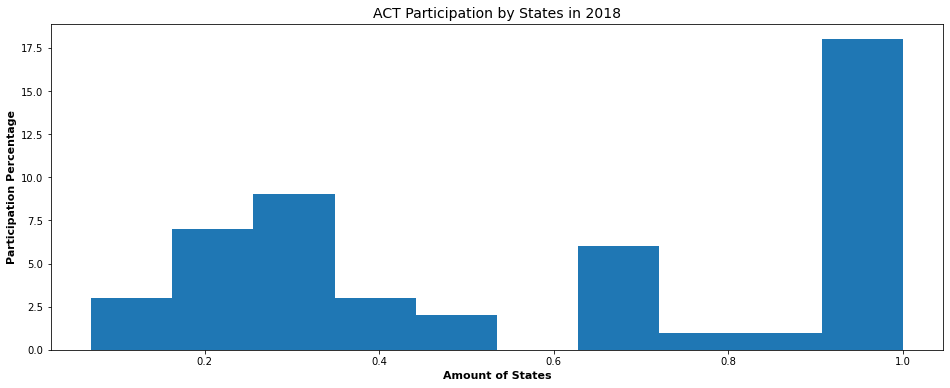 ACT Participation by States in 2018
Participation Percentage
17.5
15.0
12.5
10.0
7.5
5.0
2.5
0.0
0.2 0.4 0.6 0.8 1.0
Amount of States